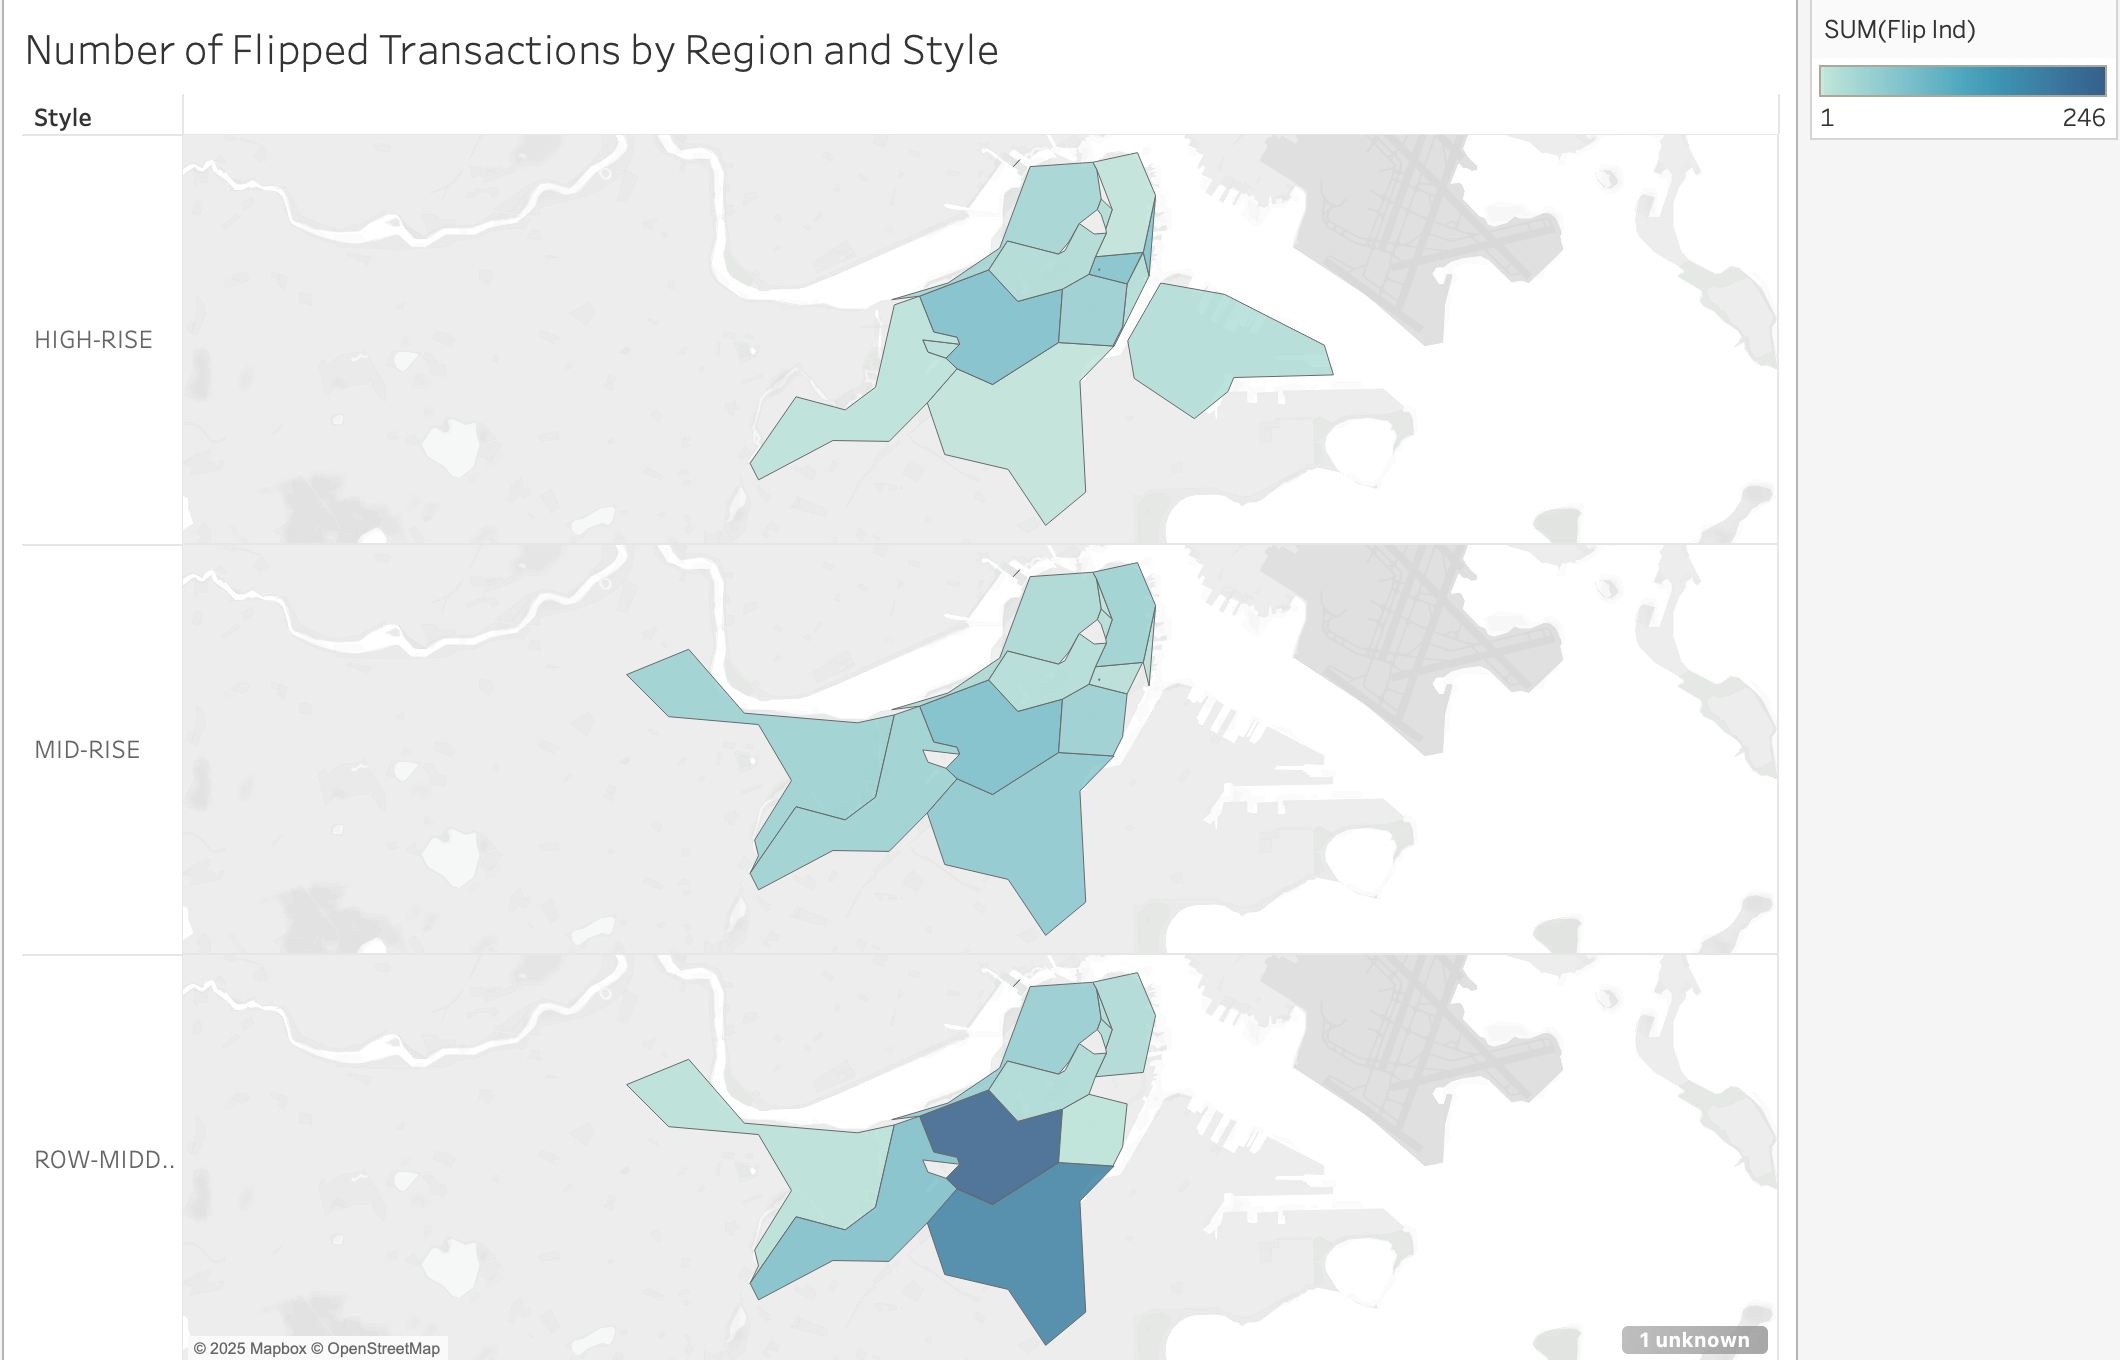 Number of Flipped Transactions by Region and Style
SUM(Flip Ind)
1 246
Style
HIGH-RISE
MID-RISE
ROW-MIDD..
© 2025 Mapbox © OpenStreetMap
1 unknown